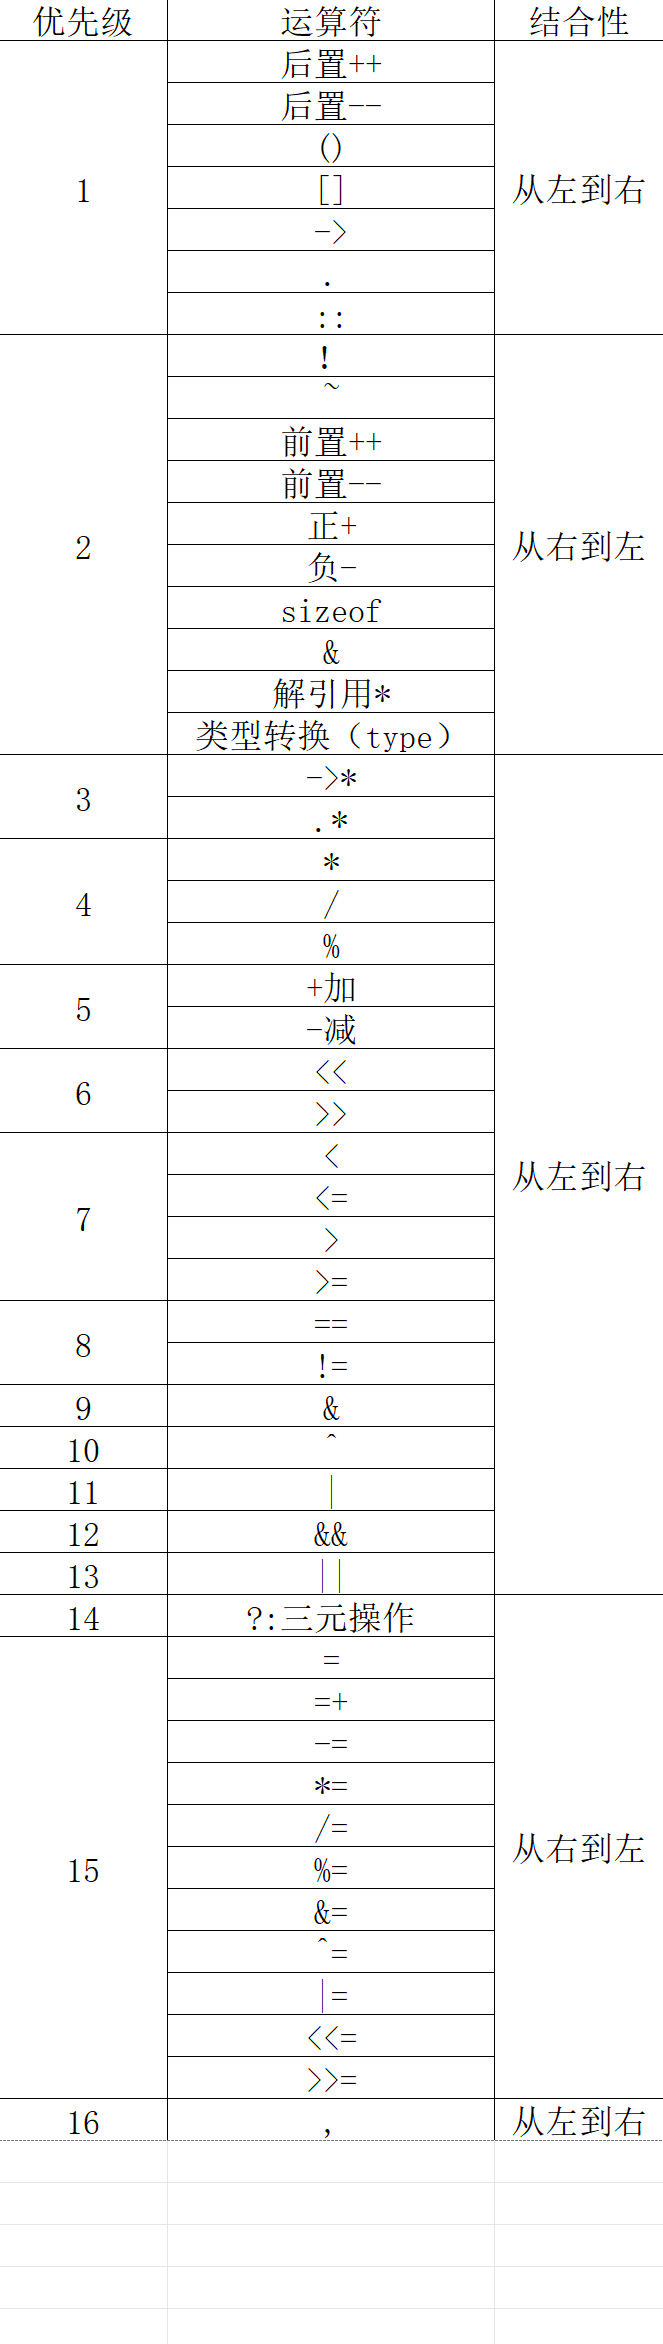 优先级 运算符 结合性
后置++
后置--
()
1 [] 从左到右
->
.
::
!
~
前置++
前置--
正+
2 负- 从右到左
sizeof
&
解引用*
类型转换（type）
3 ->*
.*
*
4 /
%
5 +加
-减
6 <<
>>
<
7 <= 从左到右
>
>=
8 ==
!=
9 &
10 ^
11 |
12 &&
13 ||
14 ?:三元操作
=
=+
-=
*=
/= 从右到左
15 %=
&=
^=
|=
<<=
>>=
16 , 从左到右